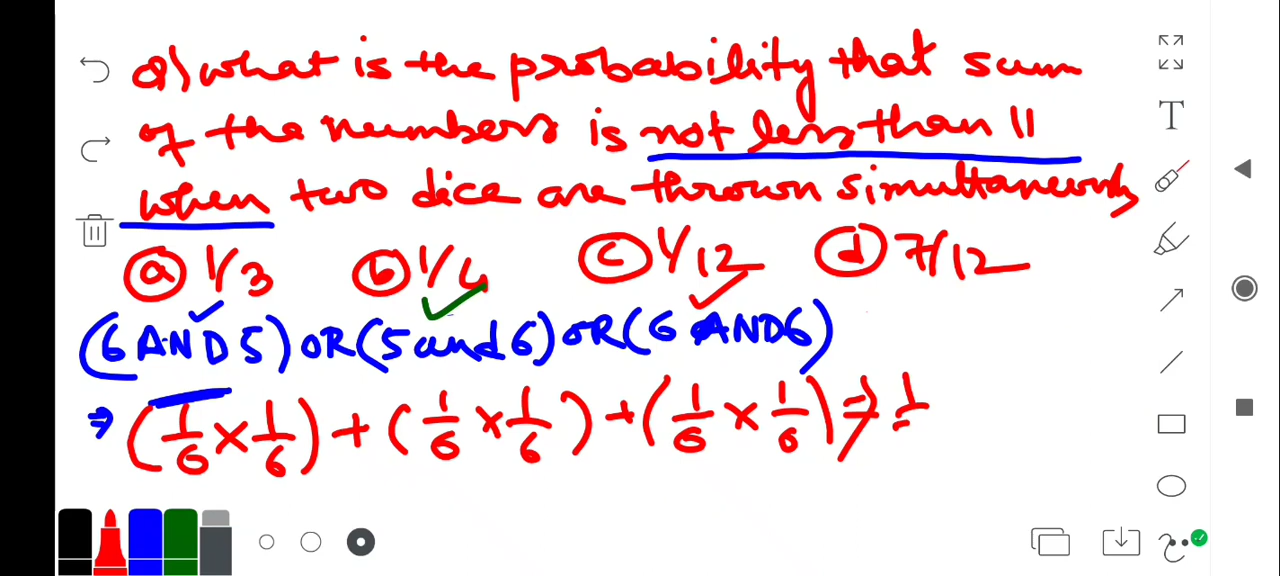 Q) what is the probability that sum
of the numbers is not less than 11
when two dice are thrown simultaneously
(a) 1/3 (b) 1/4 (c) 1/12 (d) 7/12
(6 AND 5) OR (5 and 6) OR (6 AND 6)
⇒ (1/6 × 1/6) + (1/6 × 1/6) + (1/6 × 1/6) ⇒ 1
T